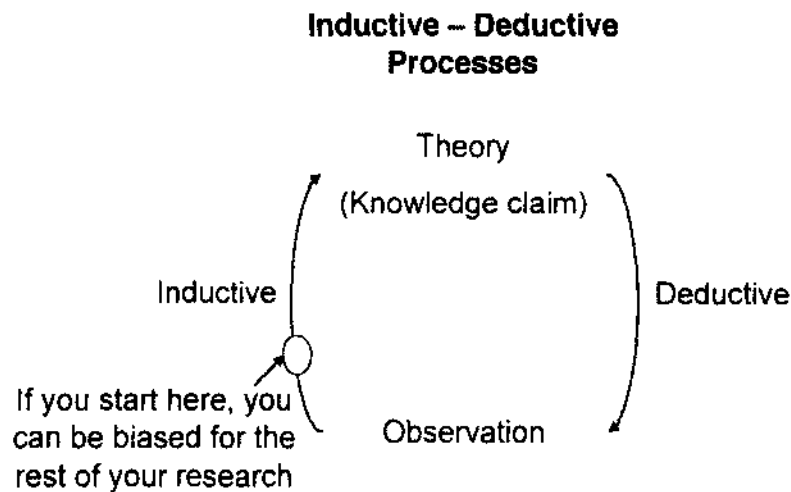 Inductive – Deductive
Processes
Theory
(Knowledge claim)
Inductive
Deductive
If you start here, you
can be biased for the
rest of your research
Observation